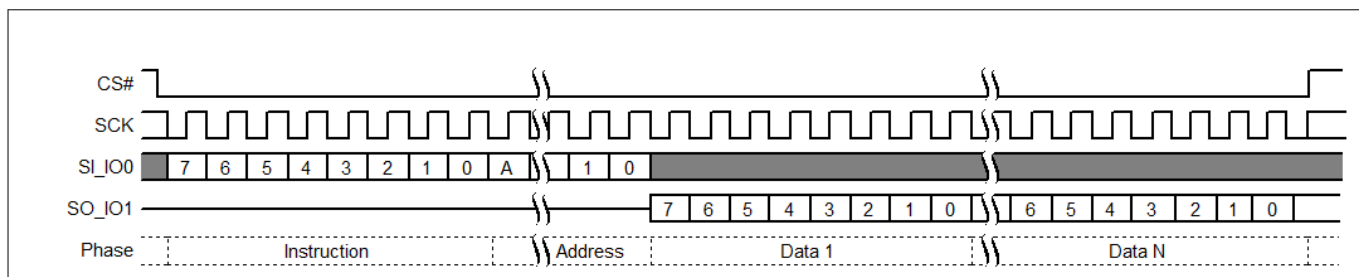 CS#
SCK
SI_IO0 7 6 5 4 3 2 1 0 A 1 0
SO_IO1 7 6 5 4 3 2 1 0 6 5 4 3 2 1 0
Phase Instruction Address Data 1 Data N